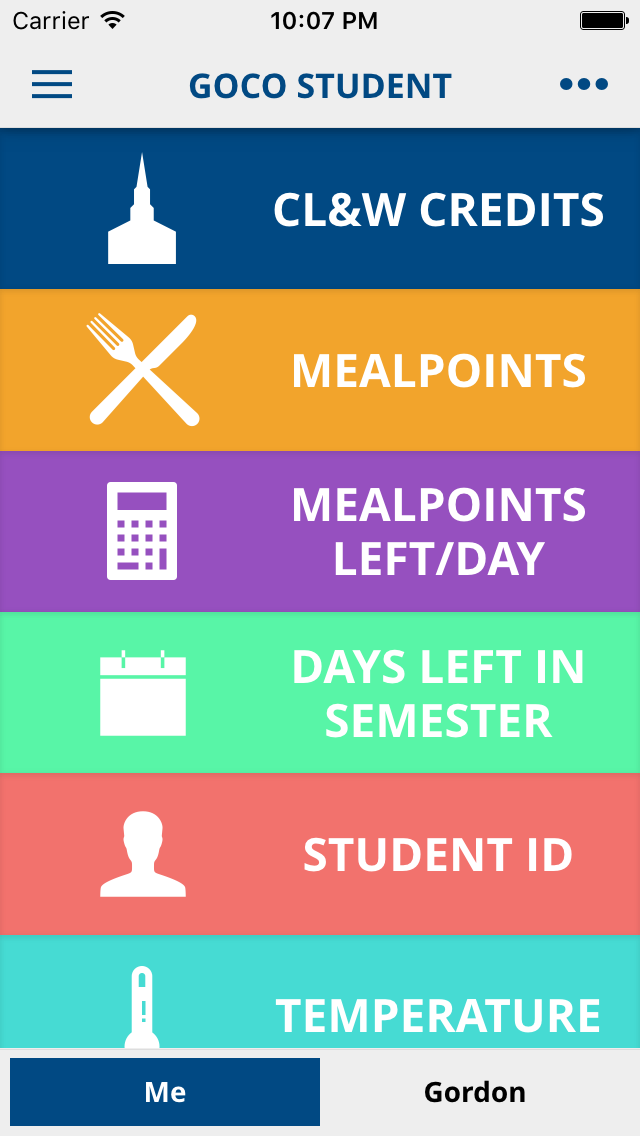 Carrier 10:07 PM
GOCO STUDENT
CL&W CREDITS
MEALPOINTS
MEALPOINTS
LEFT/DAY
DAYS LEFT IN
SEMESTER
STUDENT ID
TEMPERATURE
Me Gordon